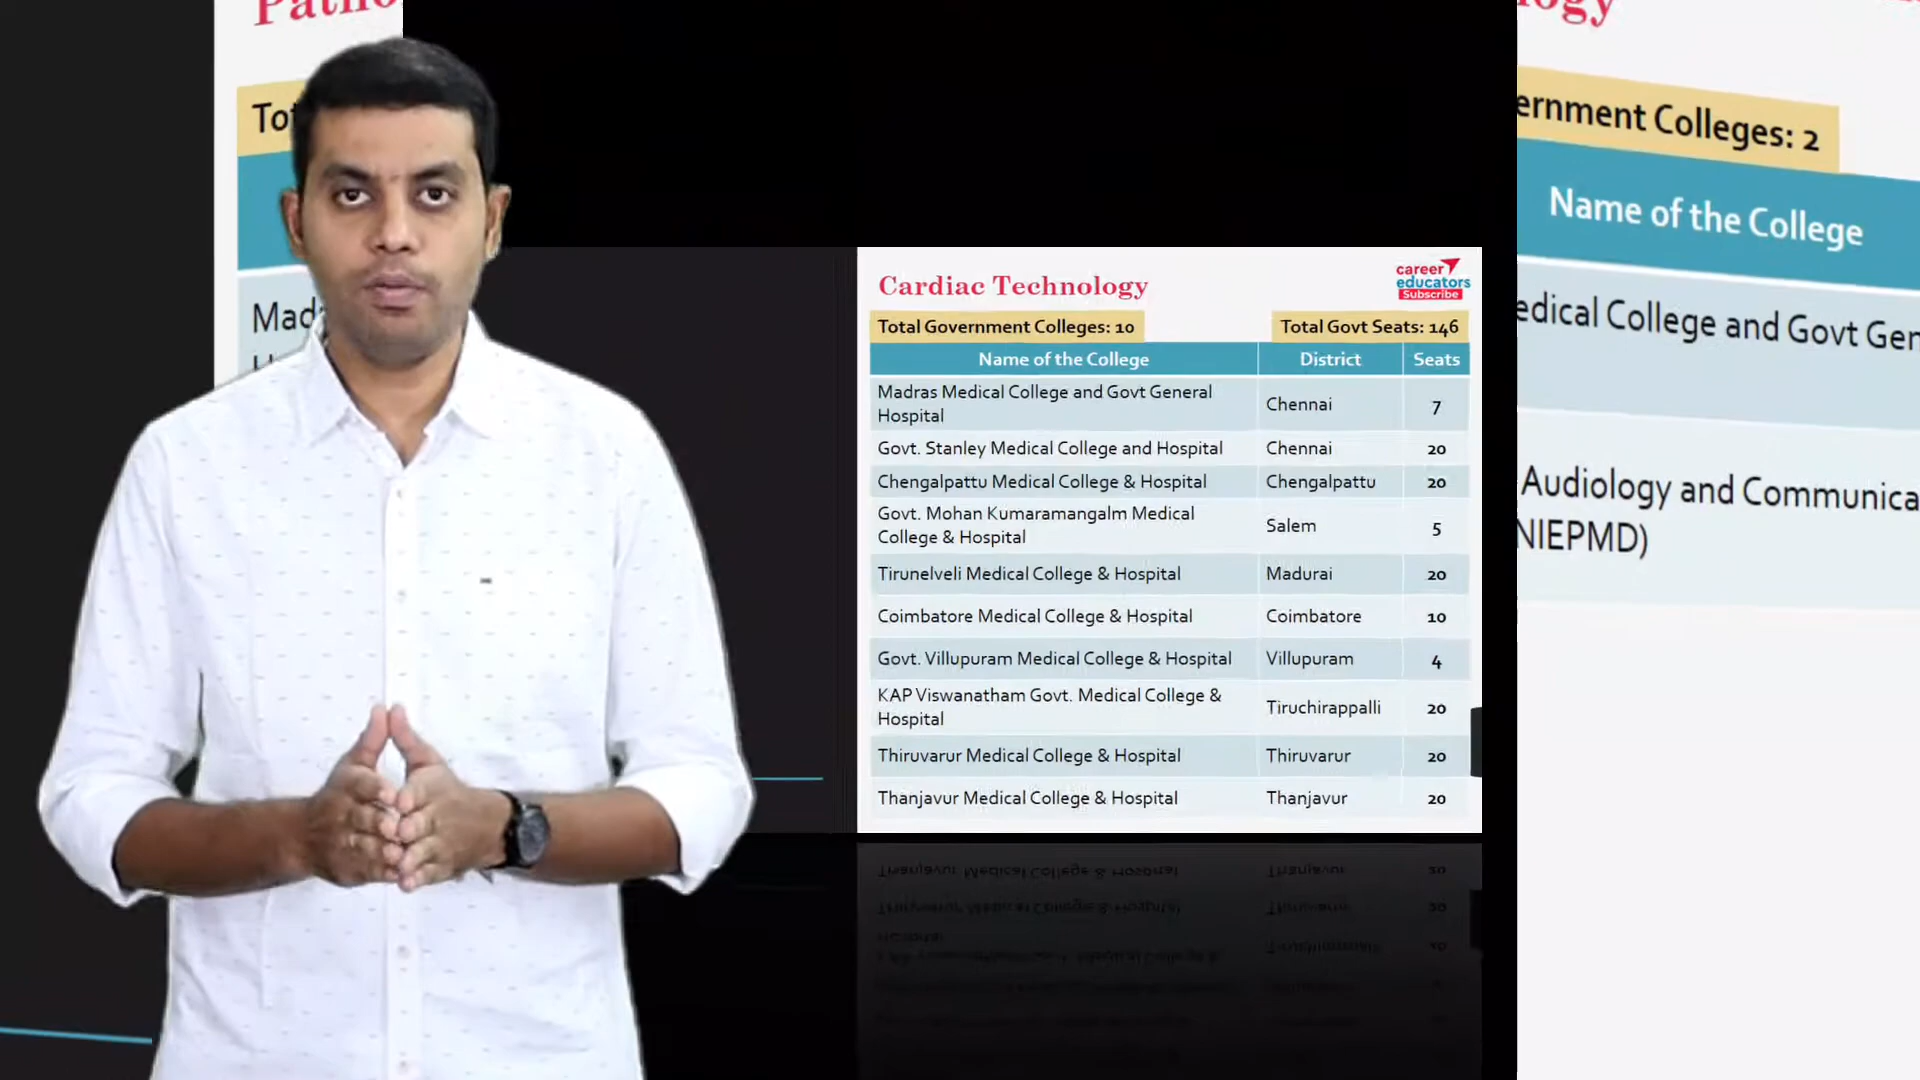 Patho
Tot
Mad
Cardiac Technology
career
educators
Subscribe
Total Government Colleges: 10
Total Govt Seats: 146
Name of the College District Seats
Madras Medical College and Govt General
Hospital
Chennai 7
Govt. Stanley Medical College and Hospital Chennai 20
Chengalpattu Medical College & Hospital Chengalpattu 20
Govt. Mohan Kumaramangalm Medical
College & Hospital
Salem 5
Tirunelveli Medical College & Hospital Madurai 20
Coimbatore Medical College & Hospital Coimbatore 10
Govt. Villupuram Medical College & Hospital Villupuram 4
KAP Viswanatham Govt. Medical College &
Hospital
Tiruchirappalli 20
Thiruvarur Medical College & Hospital Thiruvarur 20
Thanjavur Medical College & Hospital Thanjavur 20
ogy
ernment Colleges: 2
Name of the College
edical College and Govt Gen
Audiology and Communica
NIEPMD)